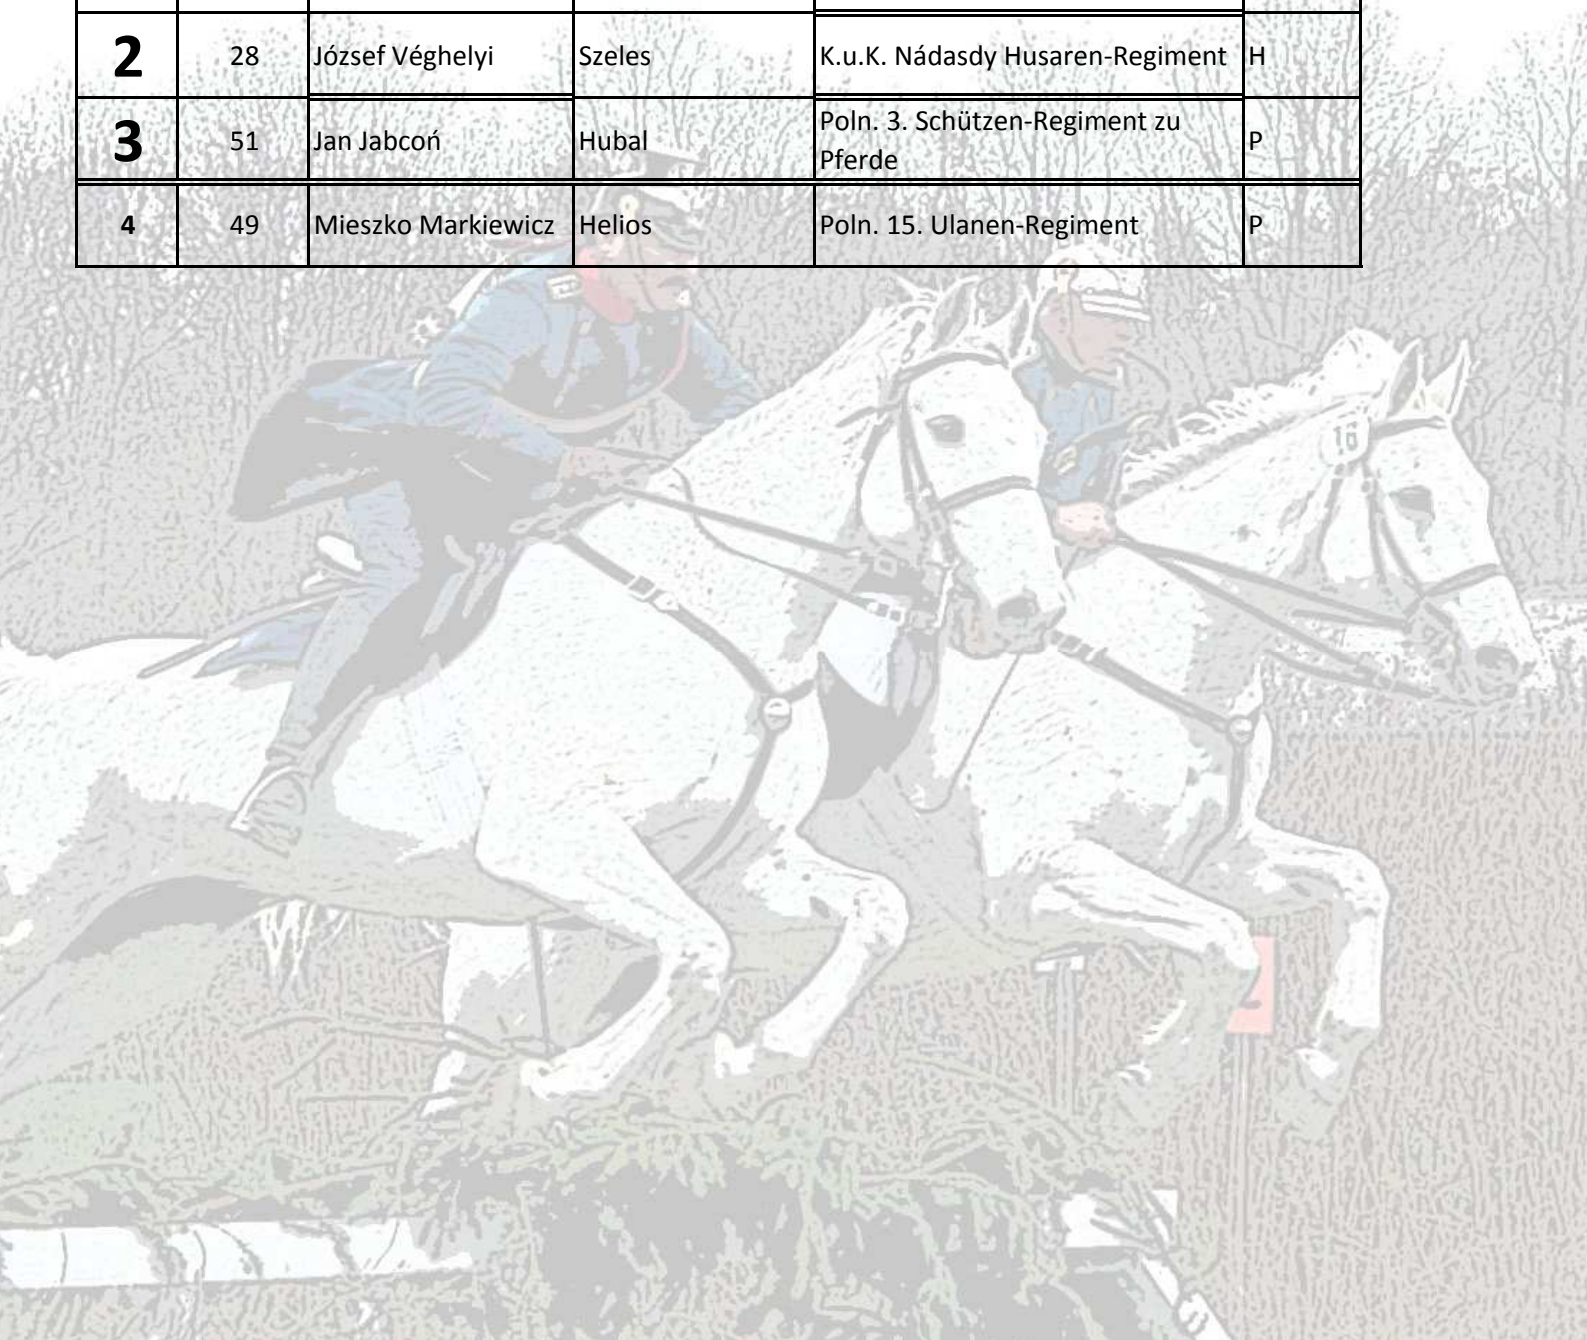 2 28 József Véghelyi Szeles K.u.K. Nádasdy Husaren-Regiment H
3 51 Jan Jabcoń Hubal Poln. 3. Schützen-Regiment zu
Pferde P
4 49 Mieszko Markiewicz Helios Poln. 15. Ulanen-Regiment P
16